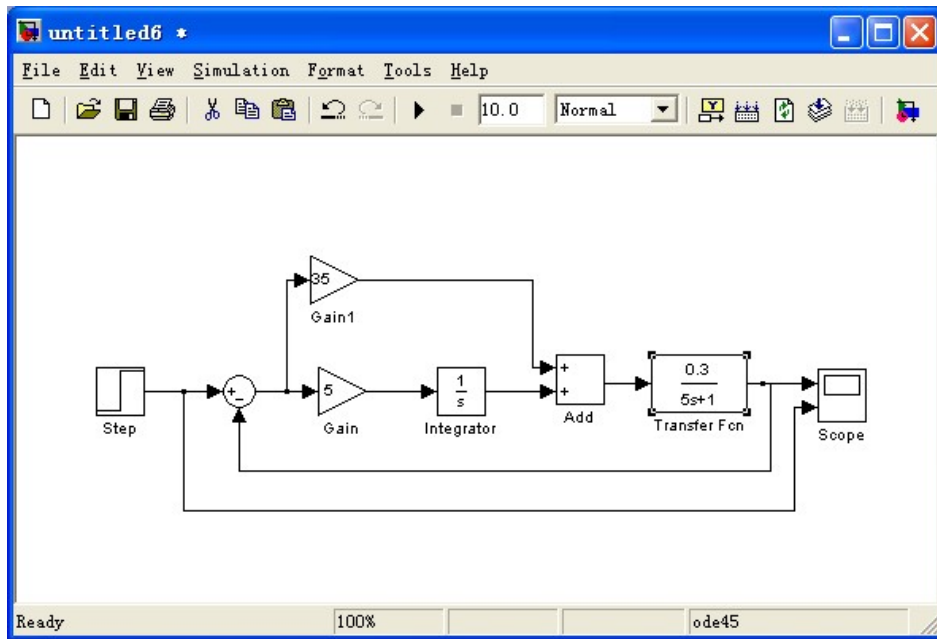 untitled6 *
File Edit View Simulation Format Tools Help
10.0 Normal
35
Gain1
Step
+
-
5
Gain
1
s
Integrator
+
+
Add
0.3
5s+1
Transfer Fcn
Scope
Ready 100% ode45